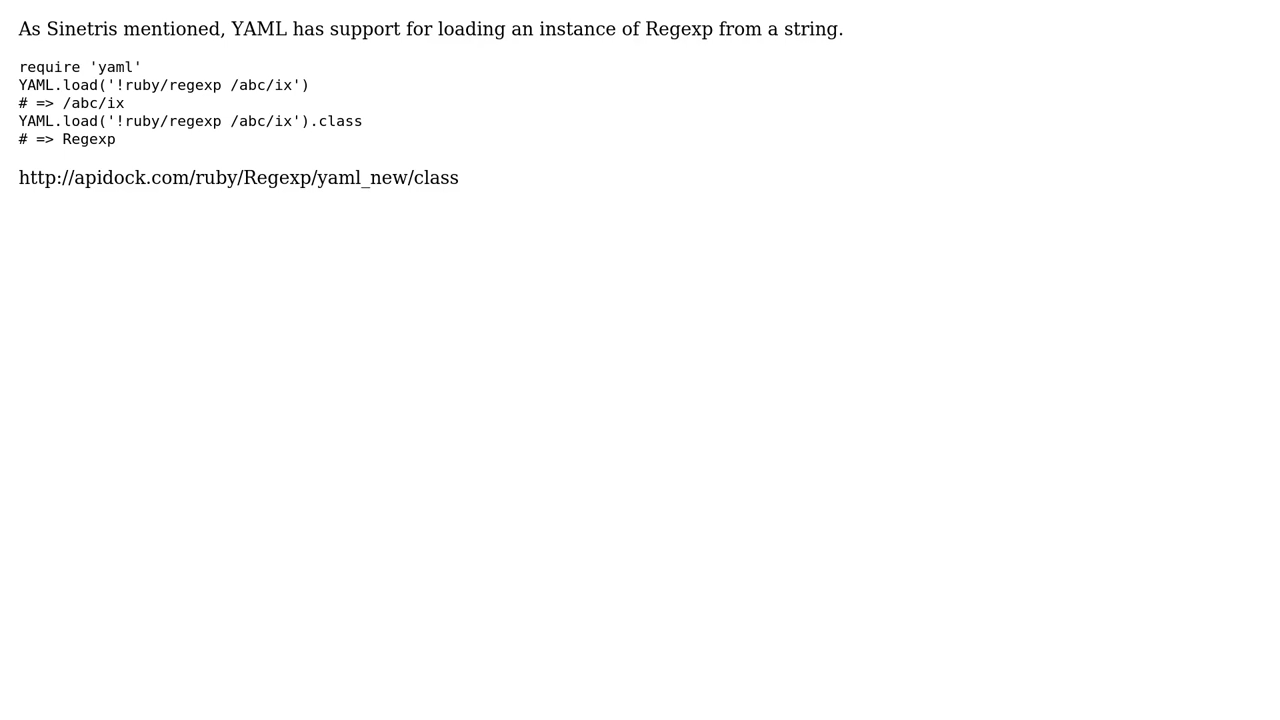 As Sinetris mentioned, YAML has support for loading an instance of Regexp from a string.
require 'yaml'
YAML.load('!ruby/regexp /abc/ix')
# => /abc/ix
YAML.load('!ruby/regexp /abc/ix').class
# => Regexp
http://apidock.com/ruby/Regexp/yaml_new/class